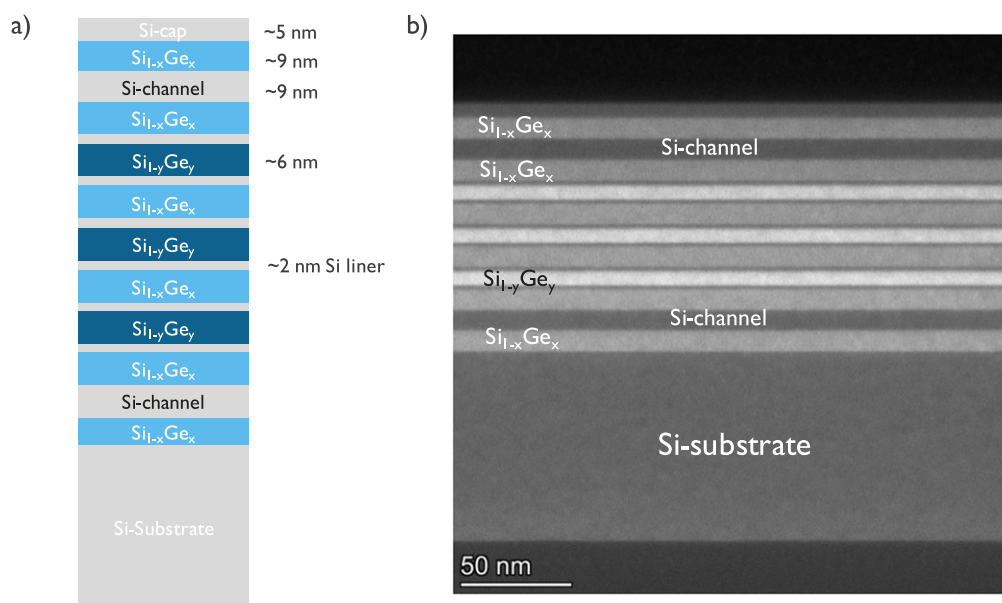 a)
Si-cap
~5 nm
Si₁₋ₓGeₓ
~9 nm
Si-channel
~9 nm
Si₁₋ₓGeₓ
Si₁₋yGey
~6 nm
Si₁₋ₓGeₓ
Si₁₋yGey
~2 nm Si liner
Si₁₋ₓGeₓ
Si₁₋yGey
Si₁₋ₓGeₓ
Si-channel
Si₁₋ₓGeₓ
Si-Substrate
b)
Si₁₋ₓGeₓ
Si-channel
Si₁₋ₓGeₓ
Si₁₋yGey
Si-channel
Si₁₋ₓGeₓ
Si-substrate
50 nm